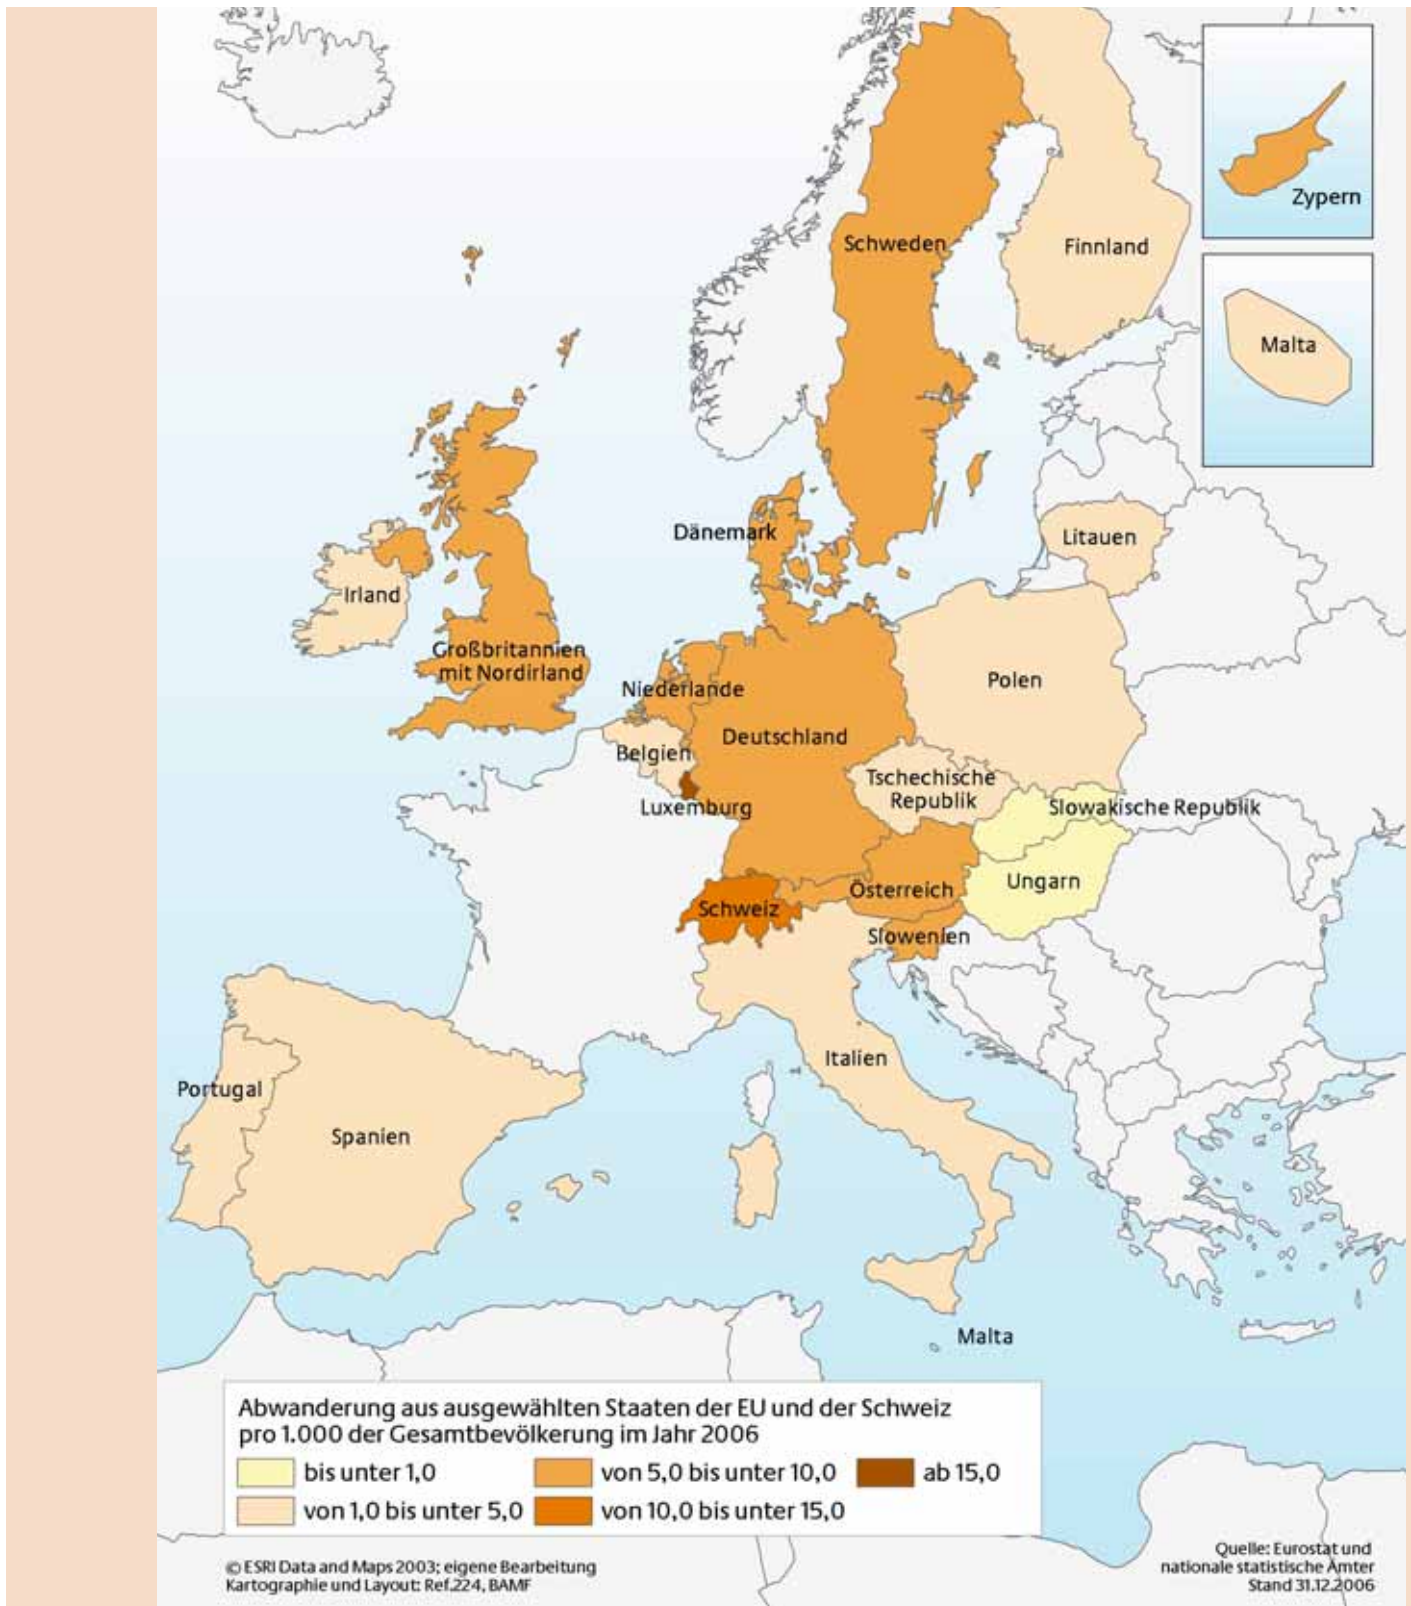 Zypern
Schweden
Finnland
Malta
Dänemark
Litauen
Irland
Großbritannien
mit Nordirland
Niederlande
Polen
Deutschland
Belgien
Tschechische
Republik
Luxemburg
Slowakische Republik
Ungarn
Österreich
Schweiz
Slowenien
Italien
Portugal
Spanien
Malta
Abwanderung aus ausgewählten Staaten der EU und der Schweiz
pro 1.000 der Gesamtbevölkerung im Jahr 2006
bis unter 1,0
von 5,0 bis unter 10,0
ab 15,0
von 1,0 bis unter 5,0
von 10,0 bis unter 15,0
© ESRI Data and Maps 2003; eigene Bearbeitung
Kartographie und Layout: Ref.224, BAMF
Quelle: Eurostat und
nationale statistische Ämter
Stand 31.12.2006